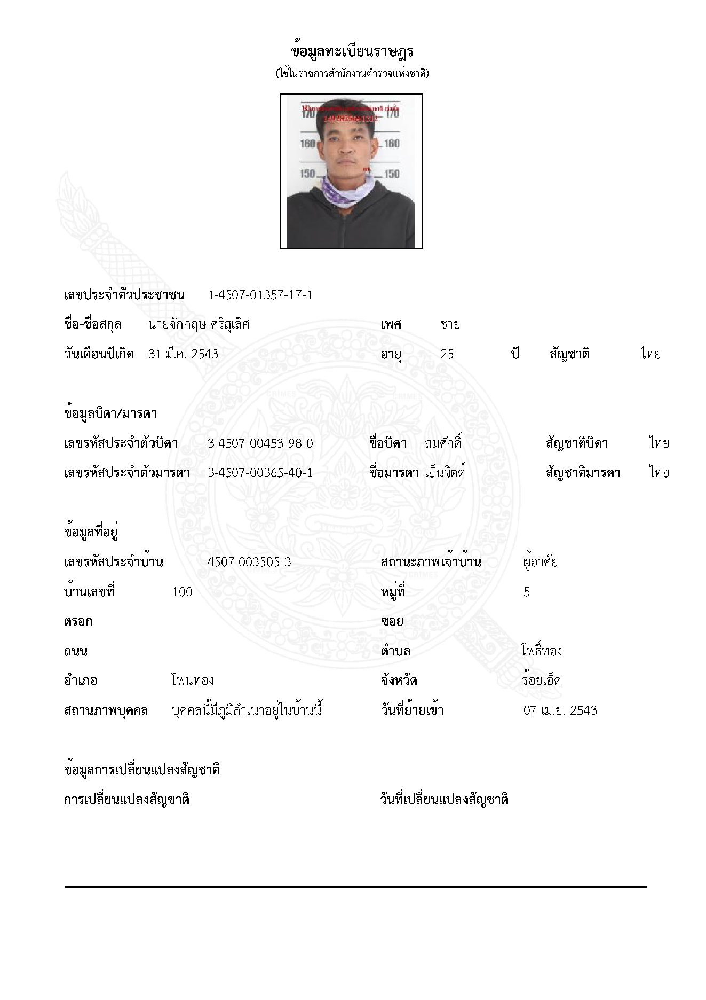 ข้อมูลทะเบียนราษฎร
(ใช้ในราชการสำนักงานตำรวจแห่งชาติ)
170 170
1492825681212
160 160
150 150
เลขประจำตัวประชาชน 1-4507-01357-17-1
ชื่อ-ชื่อสกุล นายจักกฤษ ศรีสุเลิศ เพศ ชาย
วันเดือนปีเกิด 31 มี.ค. 2543 อายุ 25 ปี สัญชาติ ไทย
CRIMES CRIMES
ข้อมูลบิดา/มารดา
เลขรหัสประจำตัวบิดา 3-4507-00453-98-0 ชื่อบิดา สมศักดิ์ สัญชาติบิดา ไทย
เลขรหัสประจำตัวมารดา 3-4507-00365-40-1 ชื่อมารดา เย็นจิตต์ สัญชาติมารดา ไทย
ข้อมูลที่อยู่
เลขรหัสประจำบ้าน 4507-003505-3 สถานะภาพเจ้าบ้าน ผู้อาศัย
CRIMES CRIMES
บ้านเลขที่ 100 หมู่ที่ 5
ตรอก ซอย
ถนน ตำบล โพธิ์ทอง
อำเภอ โพนทอง จังหวัด ร้อยเอ็ด
สถานภาพบุคคล บุคคลนี้มีภูมิลำเนาอยู่ในบ้านนี้ วันที่ย้ายเข้า 07 เม.ย. 2543
ข้อมูลการเปลี่ยนแปลงสัญชาติ
การเปลี่ยนแปลงสัญชาติ วันที่เปลี่ยนแปลงสัญชาติ